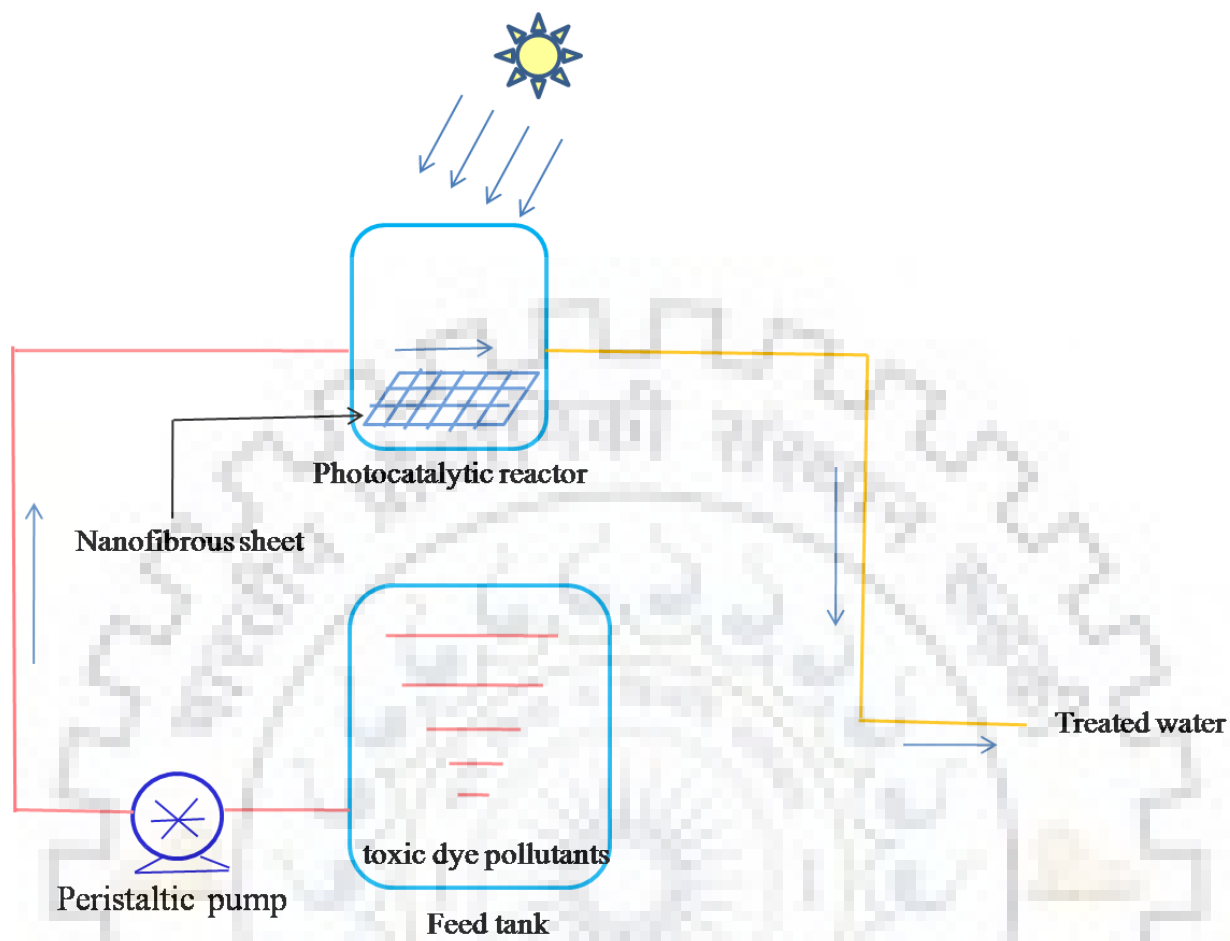 Photocatalytic reactor
Nanofibrous sheet
Treated water
toxic dye pollutants
Peristaltic pump
Feed tank